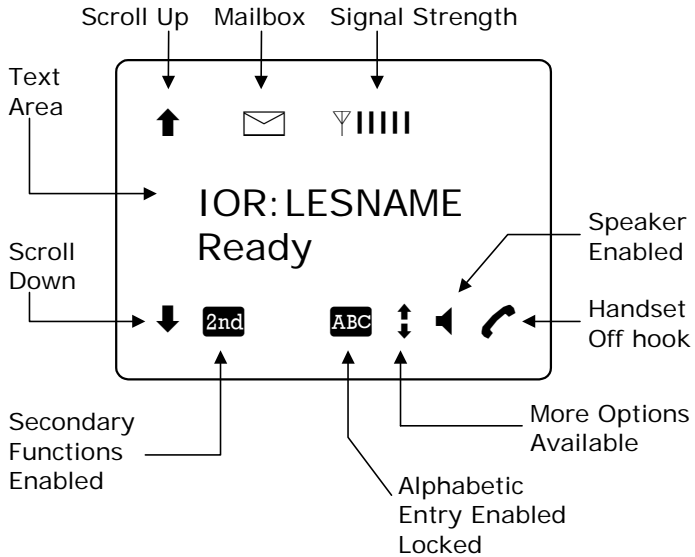 Scroll Up Mailbox Signal Strength
Text
Area
IOR:LESNAME
Ready
Speaker
Enabled
Scroll
Down
2nd ABC
Handset
Off hook
Secondary
Functions
Enabled
More Options
Available
Alphabetic
Entry Enabled
Locked